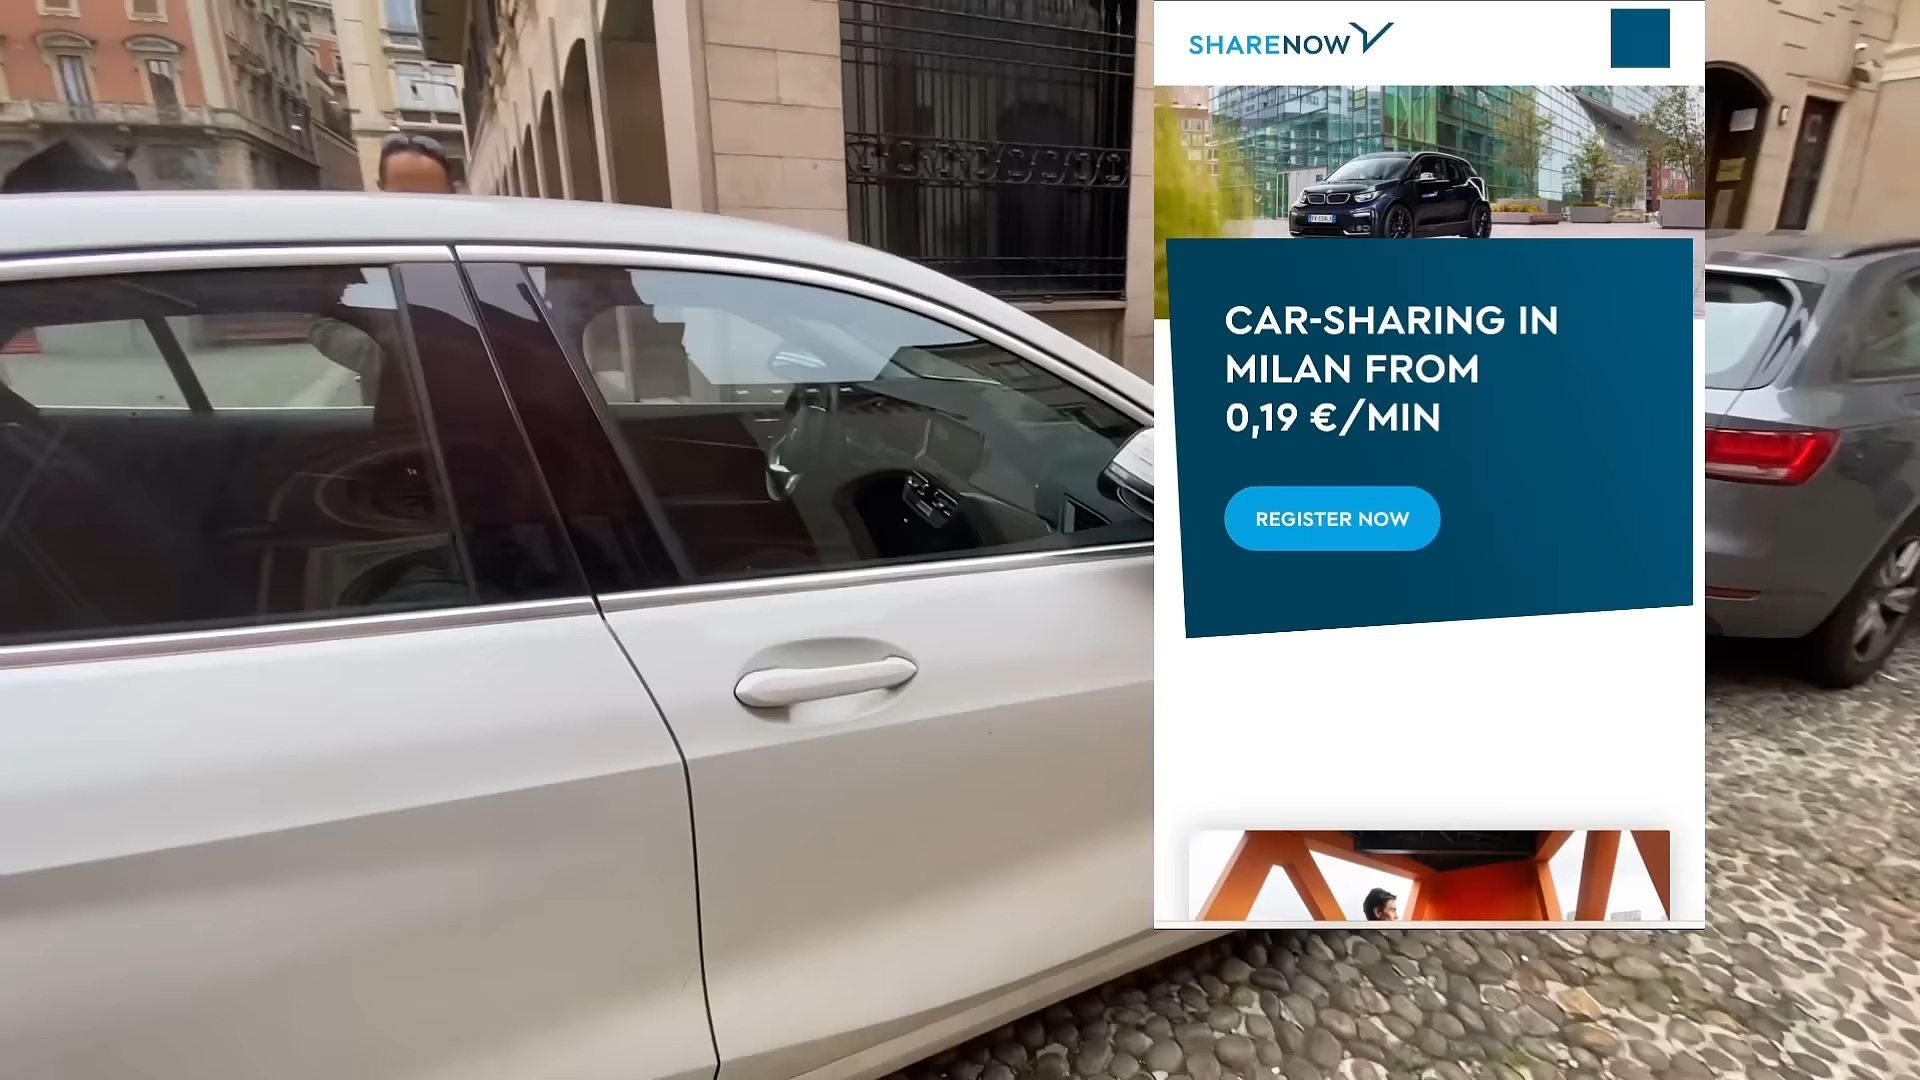 SHARENOW
CAR-SHARING IN
MILAN FROM
0,19 €/MIN
REGISTER NOW